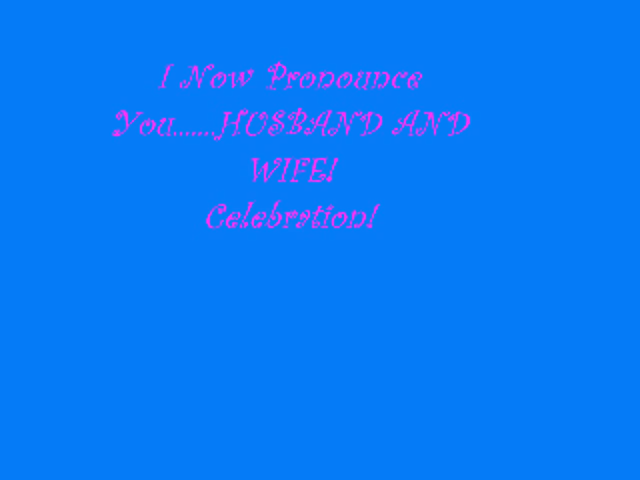 I Now Pronounce
You.......HUSBAND AND
WIFE!
Celebration!